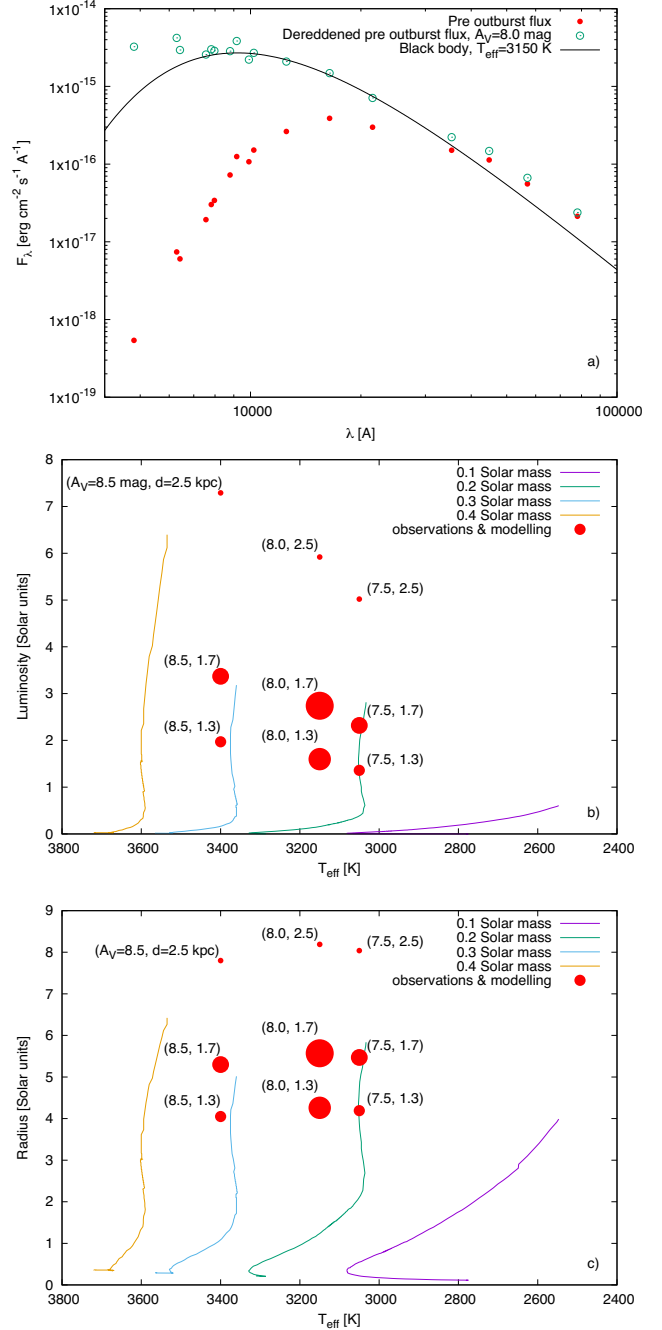 1x10-14
1x10-15
1x10-16
1x10-17
1x10-18
1x10-19
Fλ [erg cm-2 s-1 A-1]
Pre outburst flux
Dereddened pre outburst flux, AV=8.0 mag
Black body, Teff=3150 K
a)
10000
100000
λ [A]
8
7
6
5
4
3
2
1
0
Luminosity [Solar units]
(AV=8.5 mag, d=2.5 kpc)
0.1 Solar mass
0.2 Solar mass
0.3 Solar mass
0.4 Solar mass
observations & modelling
(8.0, 2.5)
(7.5, 2.5)
(8.5, 1.7)
(8.0, 1.7)
(7.5, 1.7)
(8.5, 1.3)
(8.0, 1.3)
(7.5, 1.3)
b)
3800 3600 3400 3200 3000 2800 2600 2400
Teff [K]
9
8
7
6
5
4
3
2
1
0
Radius [Solar units]
(AV=8.5, d=2.5 kpc)
(8.0, 2.5)
(7.5, 2.5)
0.1 Solar mass
0.2 Solar mass
0.3 Solar mass
0.4 Solar mass
observations & modelling
(8.5, 1.7)
(8.0, 1.7)
(7.5, 1.7)
(8.5, 1.3)
(8.0, 1.3)
(7.5, 1.3)
c)
3800 3600 3400 3200 3000 2800 2600 2400
Teff [K]